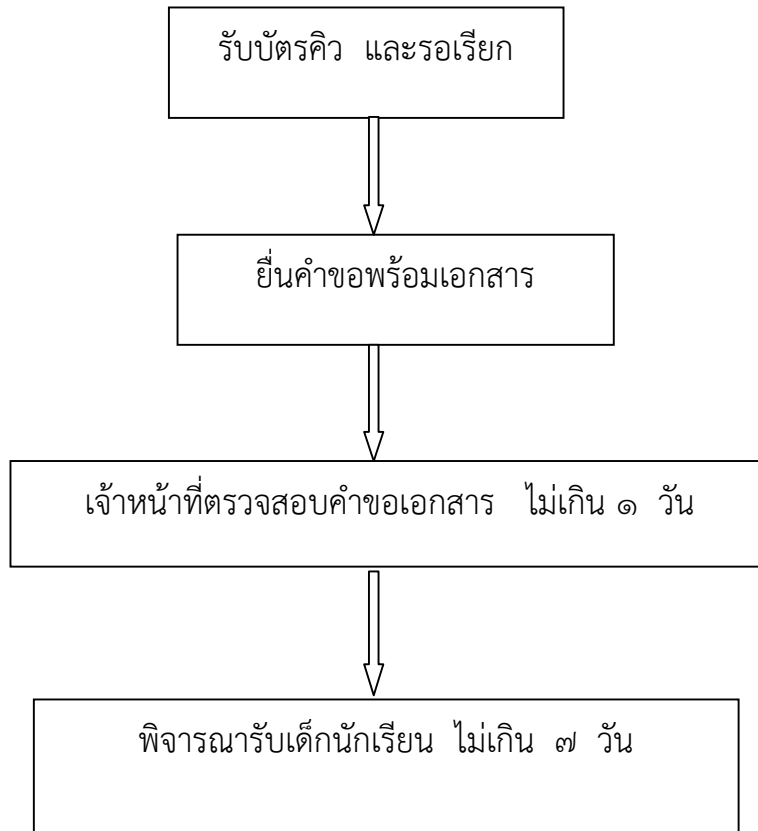 รับบัตรคิว และรอเรียก
ยื่นคำขอพร้อมเอกสาร
เจ้าหน้าที่ตรวจสอบคำขอเอกสาร ไม่เกิน ๑ วัน
พิจารณารับเด็กนักเรียน ไม่เกิน ๗ วัน